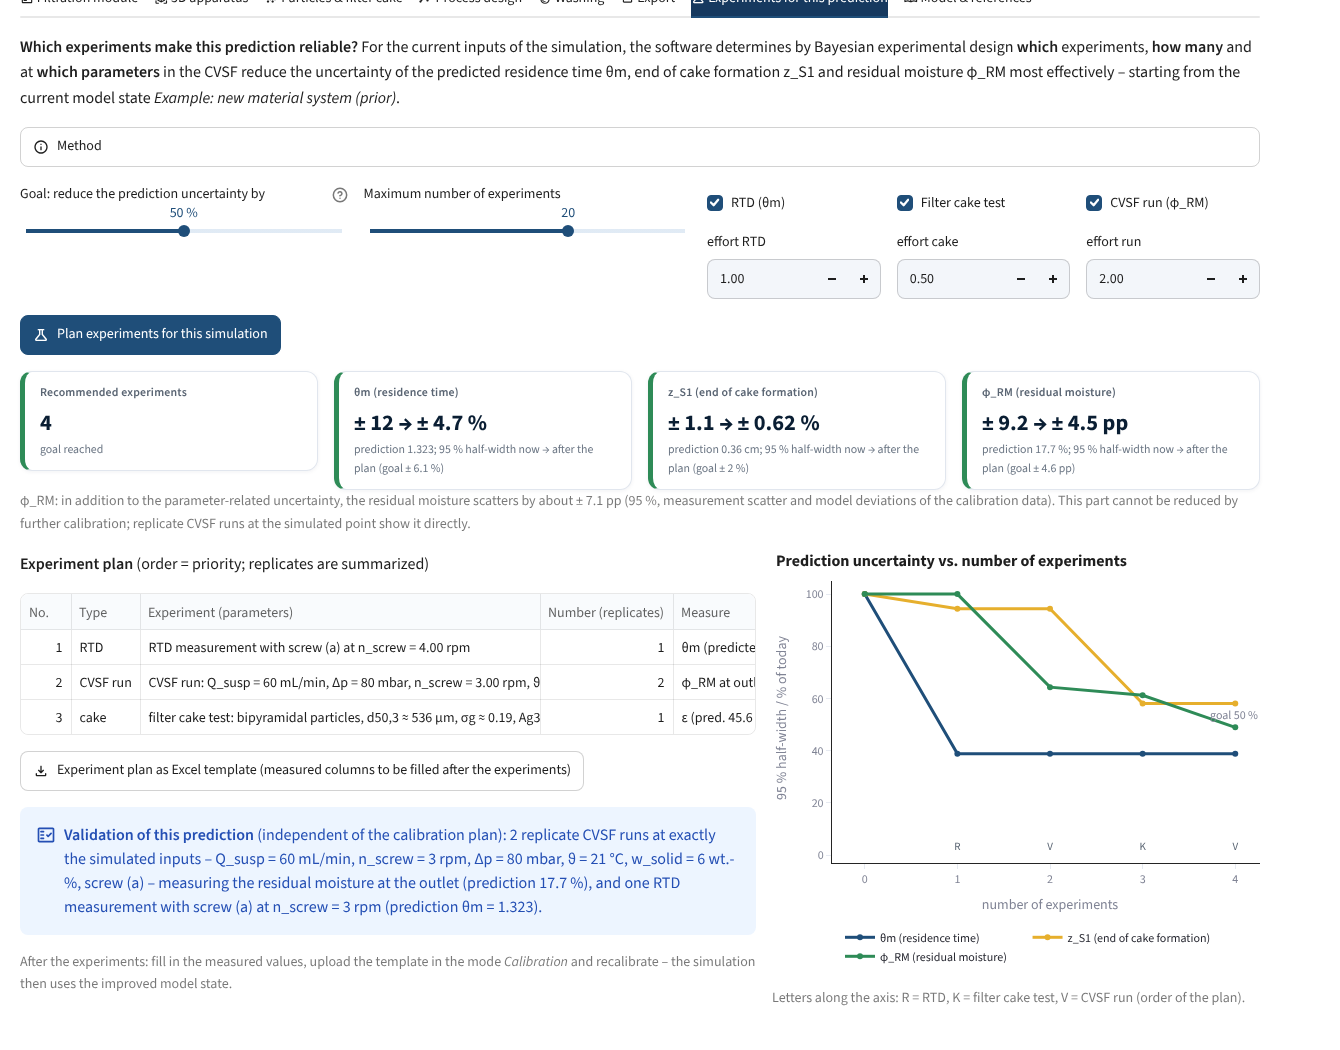 Filtration module 3D apparatus Particles & filter cake Process design Washing Export Experiments for this prediction Model & references
Which experiments make this prediction reliable? For the current inputs of the simulation, the software determines by Bayesian experimental design which experiments, how many and
at which parameters in the CVSF reduce the uncertainty of the predicted residence time θm, end of cake formation z_S1 and residual moisture ϕ_RM most effectively – starting from the
current model state Example: new material system (prior).
Method
Goal: reduce the prediction uncertainty by
50 %
Maximum number of experiments
20
RTD (θm)
Filter cake test
CVSF run (ϕ_RM)
effort RTD
effort cake
effort run
1.00
0.50
2.00
Plan experiments for this simulation
Recommended experiments
4
goal reached
θm (residence time)
± 12 → ± 4.7 %
prediction 1.323; 95 % half-width now → after the
plan (goal ± 6.1 %)
z_S1 (end of cake formation)
± 1.1 → ± 0.62 %
prediction 0.36 cm; 95 % half-width now → after the
plan (goal ± 2 %)
ϕ_RM (residual moisture)
± 9.2 → ± 4.5 pp
prediction 17.7 %; 95 % half-width now → after the
plan (goal ± 4.6 pp)
ϕ_RM: in addition to the parameter-related uncertainty, the residual moisture scatters by about ± 7.1 pp (95 %, measurement scatter and model deviations of the calibration data). This part cannot be reduced by
further calibration; replicate CVSF runs at the simulated point show it directly.
Experiment plan (order = priority; replicates are summarized)
No. Type Experiment (parameters) Number (replicates) Measure
1 RTD RTD measurement with screw (a) at n_screw = 4.00 rpm 1 θm (predicte
2 CVSF run CVSF run: Q_susp = 60 mL/min, Δp = 80 mbar, n_screw = 3.00 rpm, ϑ 2 ϕ_RM at outl
3 cake filter cake test: bipyramidal particles, d50,3 ≈ 536 µm, σg ≈ 0.19, Ag3 1 ε (pred. 45.6
Experiment plan as Excel template (measured columns to be filled after the experiments)
Validation of this prediction (independent of the calibration plan): 2 replicate CVSF runs at exactly
the simulated inputs – Q_susp = 60 mL/min, n_screw = 3 rpm, Δp = 80 mbar, ϑ = 21 °C, w_solid = 6 wt.-
%, screw (a) – measuring the residual moisture at the outlet (prediction 17.7 %), and one RTD
measurement with screw (a) at n_screw = 3 rpm (prediction θm = 1.323).
After the experiments: fill in the measured values, upload the template in the mode Calibration and recalibrate – the simulation
then uses the improved model state.
Prediction uncertainty vs. number of experiments
95 % half-width / % of today
100
80
60
40
20
0
goal 50 %
R V K V
0 1 2 3 4
number of experiments
θm (residence time) z_S1 (end of cake formation)
ϕ_RM (residual moisture)
Letters along the axis: R = RTD, K = filter cake test, V = CVSF run (order of the plan).